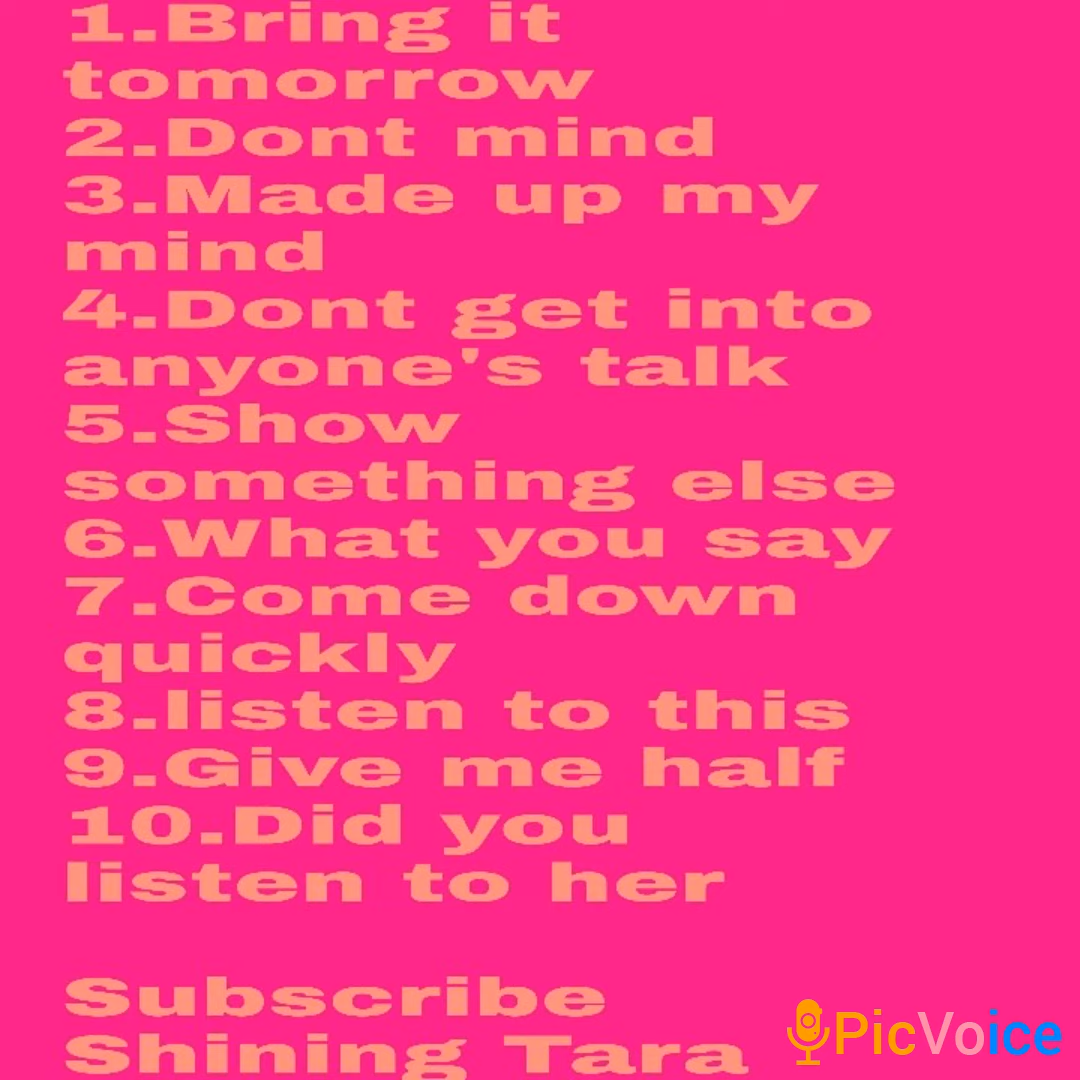 1.Bring it
tomorrow
2.Dont mind
3.Made up my
mind
4.Dont get into
anyone's talk
5.Show
something else
6.What you say
7.Come down
quickly
8.listen to this
9.Give me half
10.Did you
listen to her
Subscribe
Shining Tara
PicVoice